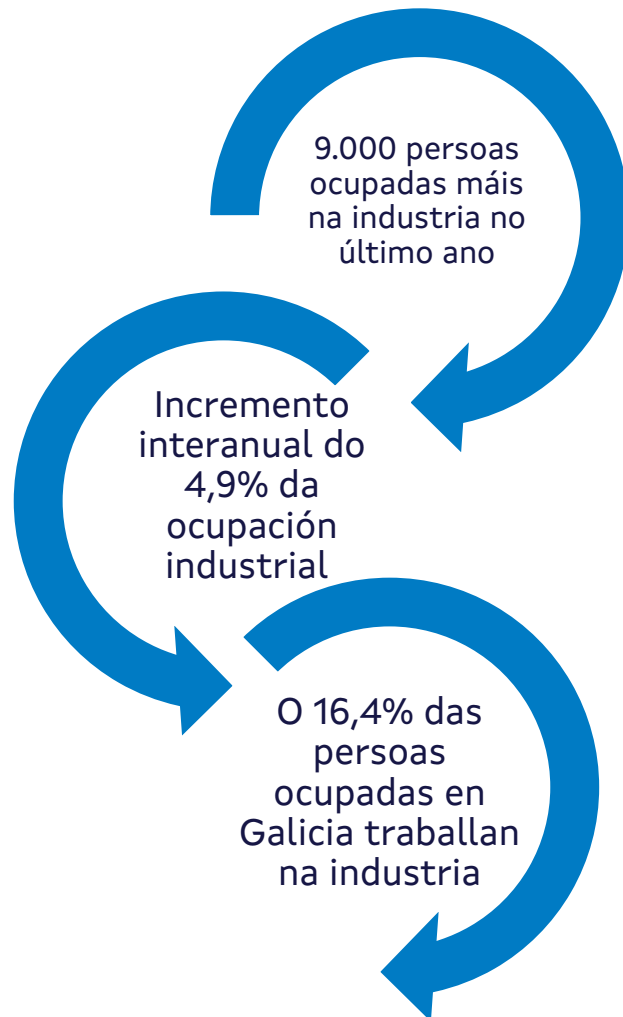 9.000 persoas
ocupadas máis
na industria no
último ano
Incremento
interanual do
4,9% da
ocupación
industrial
O 16,4% das
persoas
ocupadas en
Galicia traballan
na industria